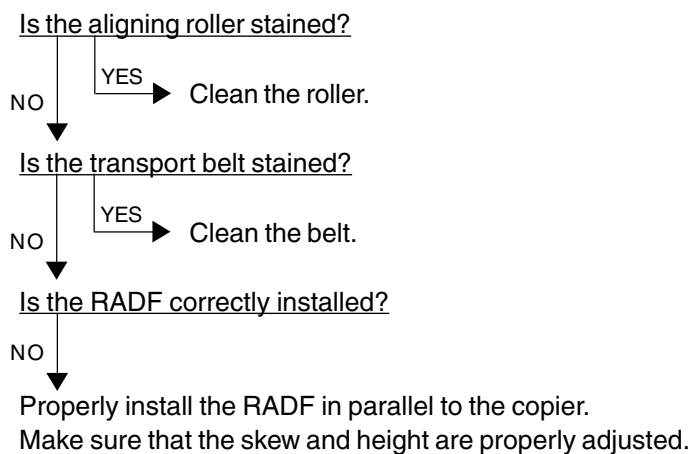 Is the aligning roller stained?
YES
NO
Clean the roller.
Is the transport belt stained?
YES
NO
Clean the belt.
Is the RADF correctly installed?
NO
Properly install the RADF in parallel to the copier.
Make sure that the skew and height are properly adjusted.